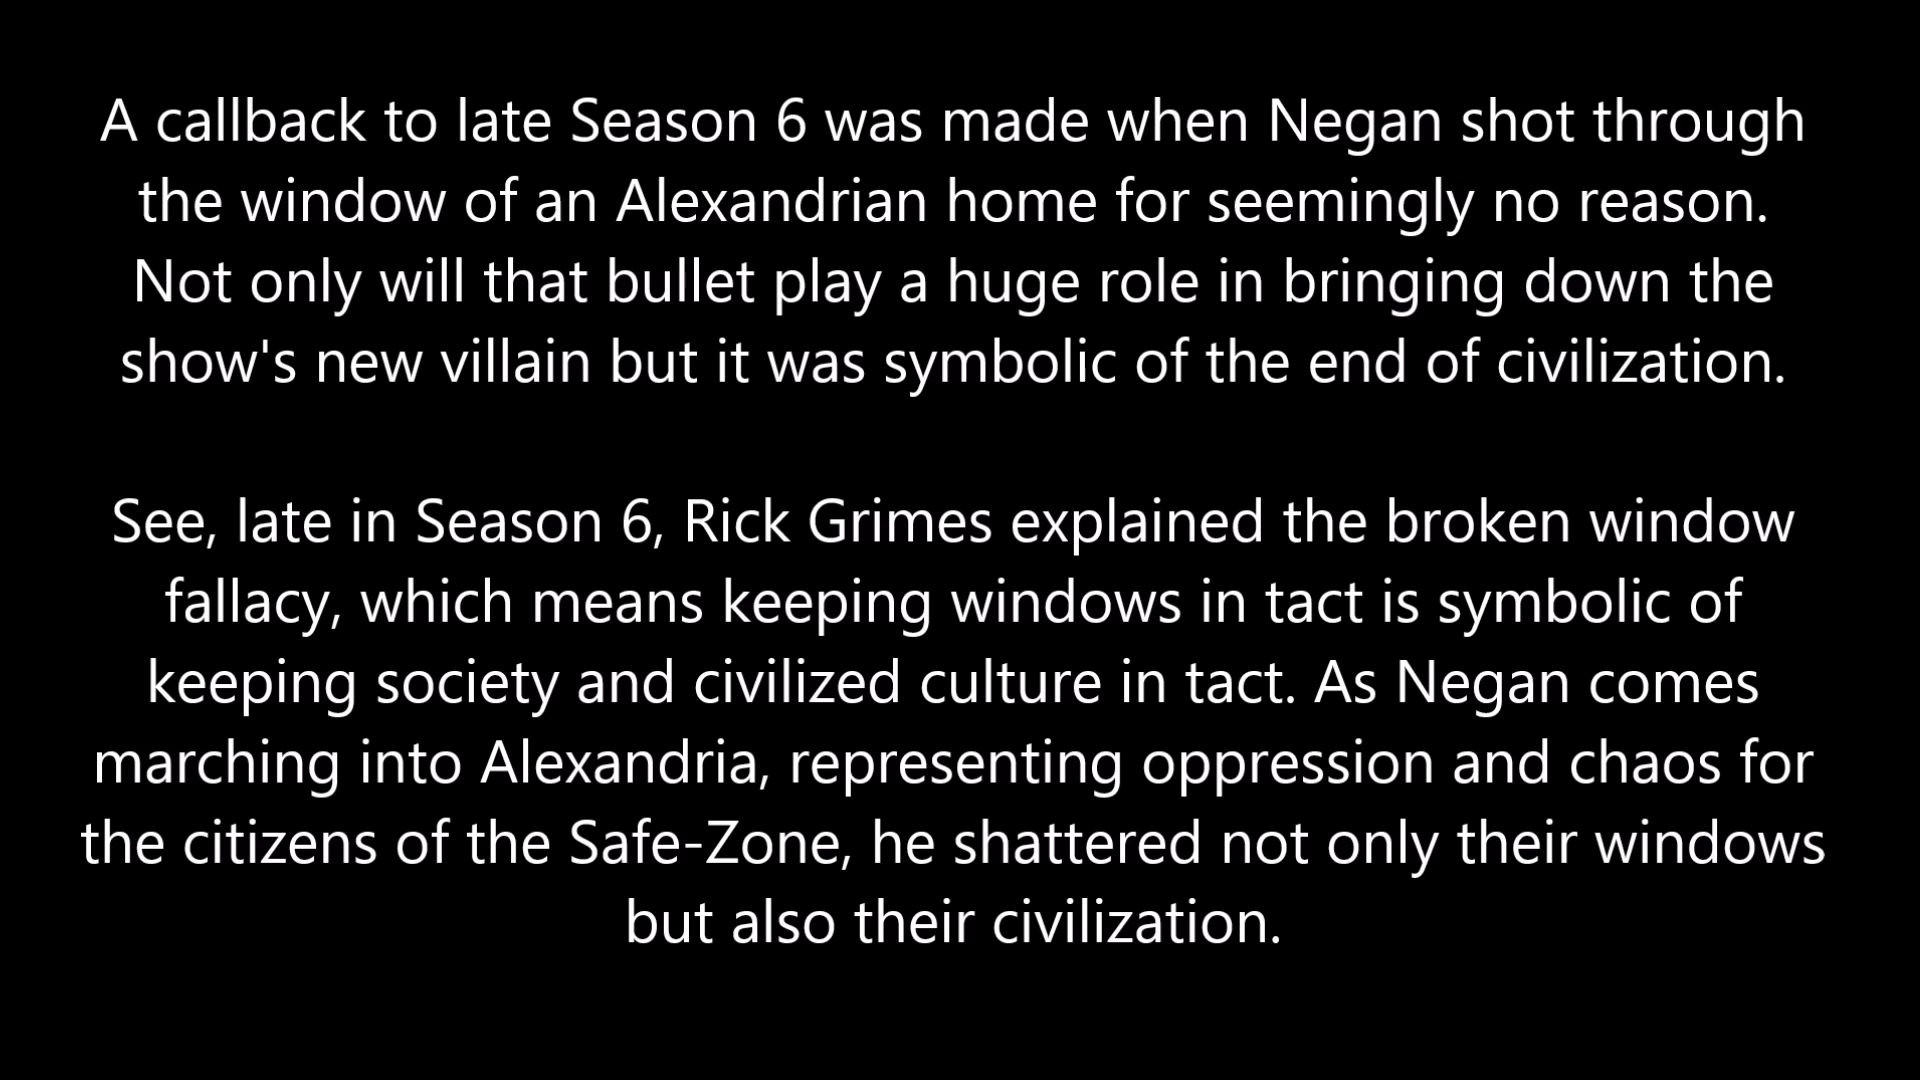 A callback to late Season 6 was made when Negan shot through
the window of an Alexandrian home for seemingly no reason.
Not only will that bullet play a huge role in bringing down the
show's new villain but it was symbolic of the end of civilization.
See, late in Season 6, Rick Grimes explained the broken window
fallacy, which means keeping windows in tact is symbolic of
keeping society and civilized culture in tact. As Negan comes
marching into Alexandria, representing oppression and chaos for
the citizens of the Safe-Zone, he shattered not only their windows
but also their civilization.